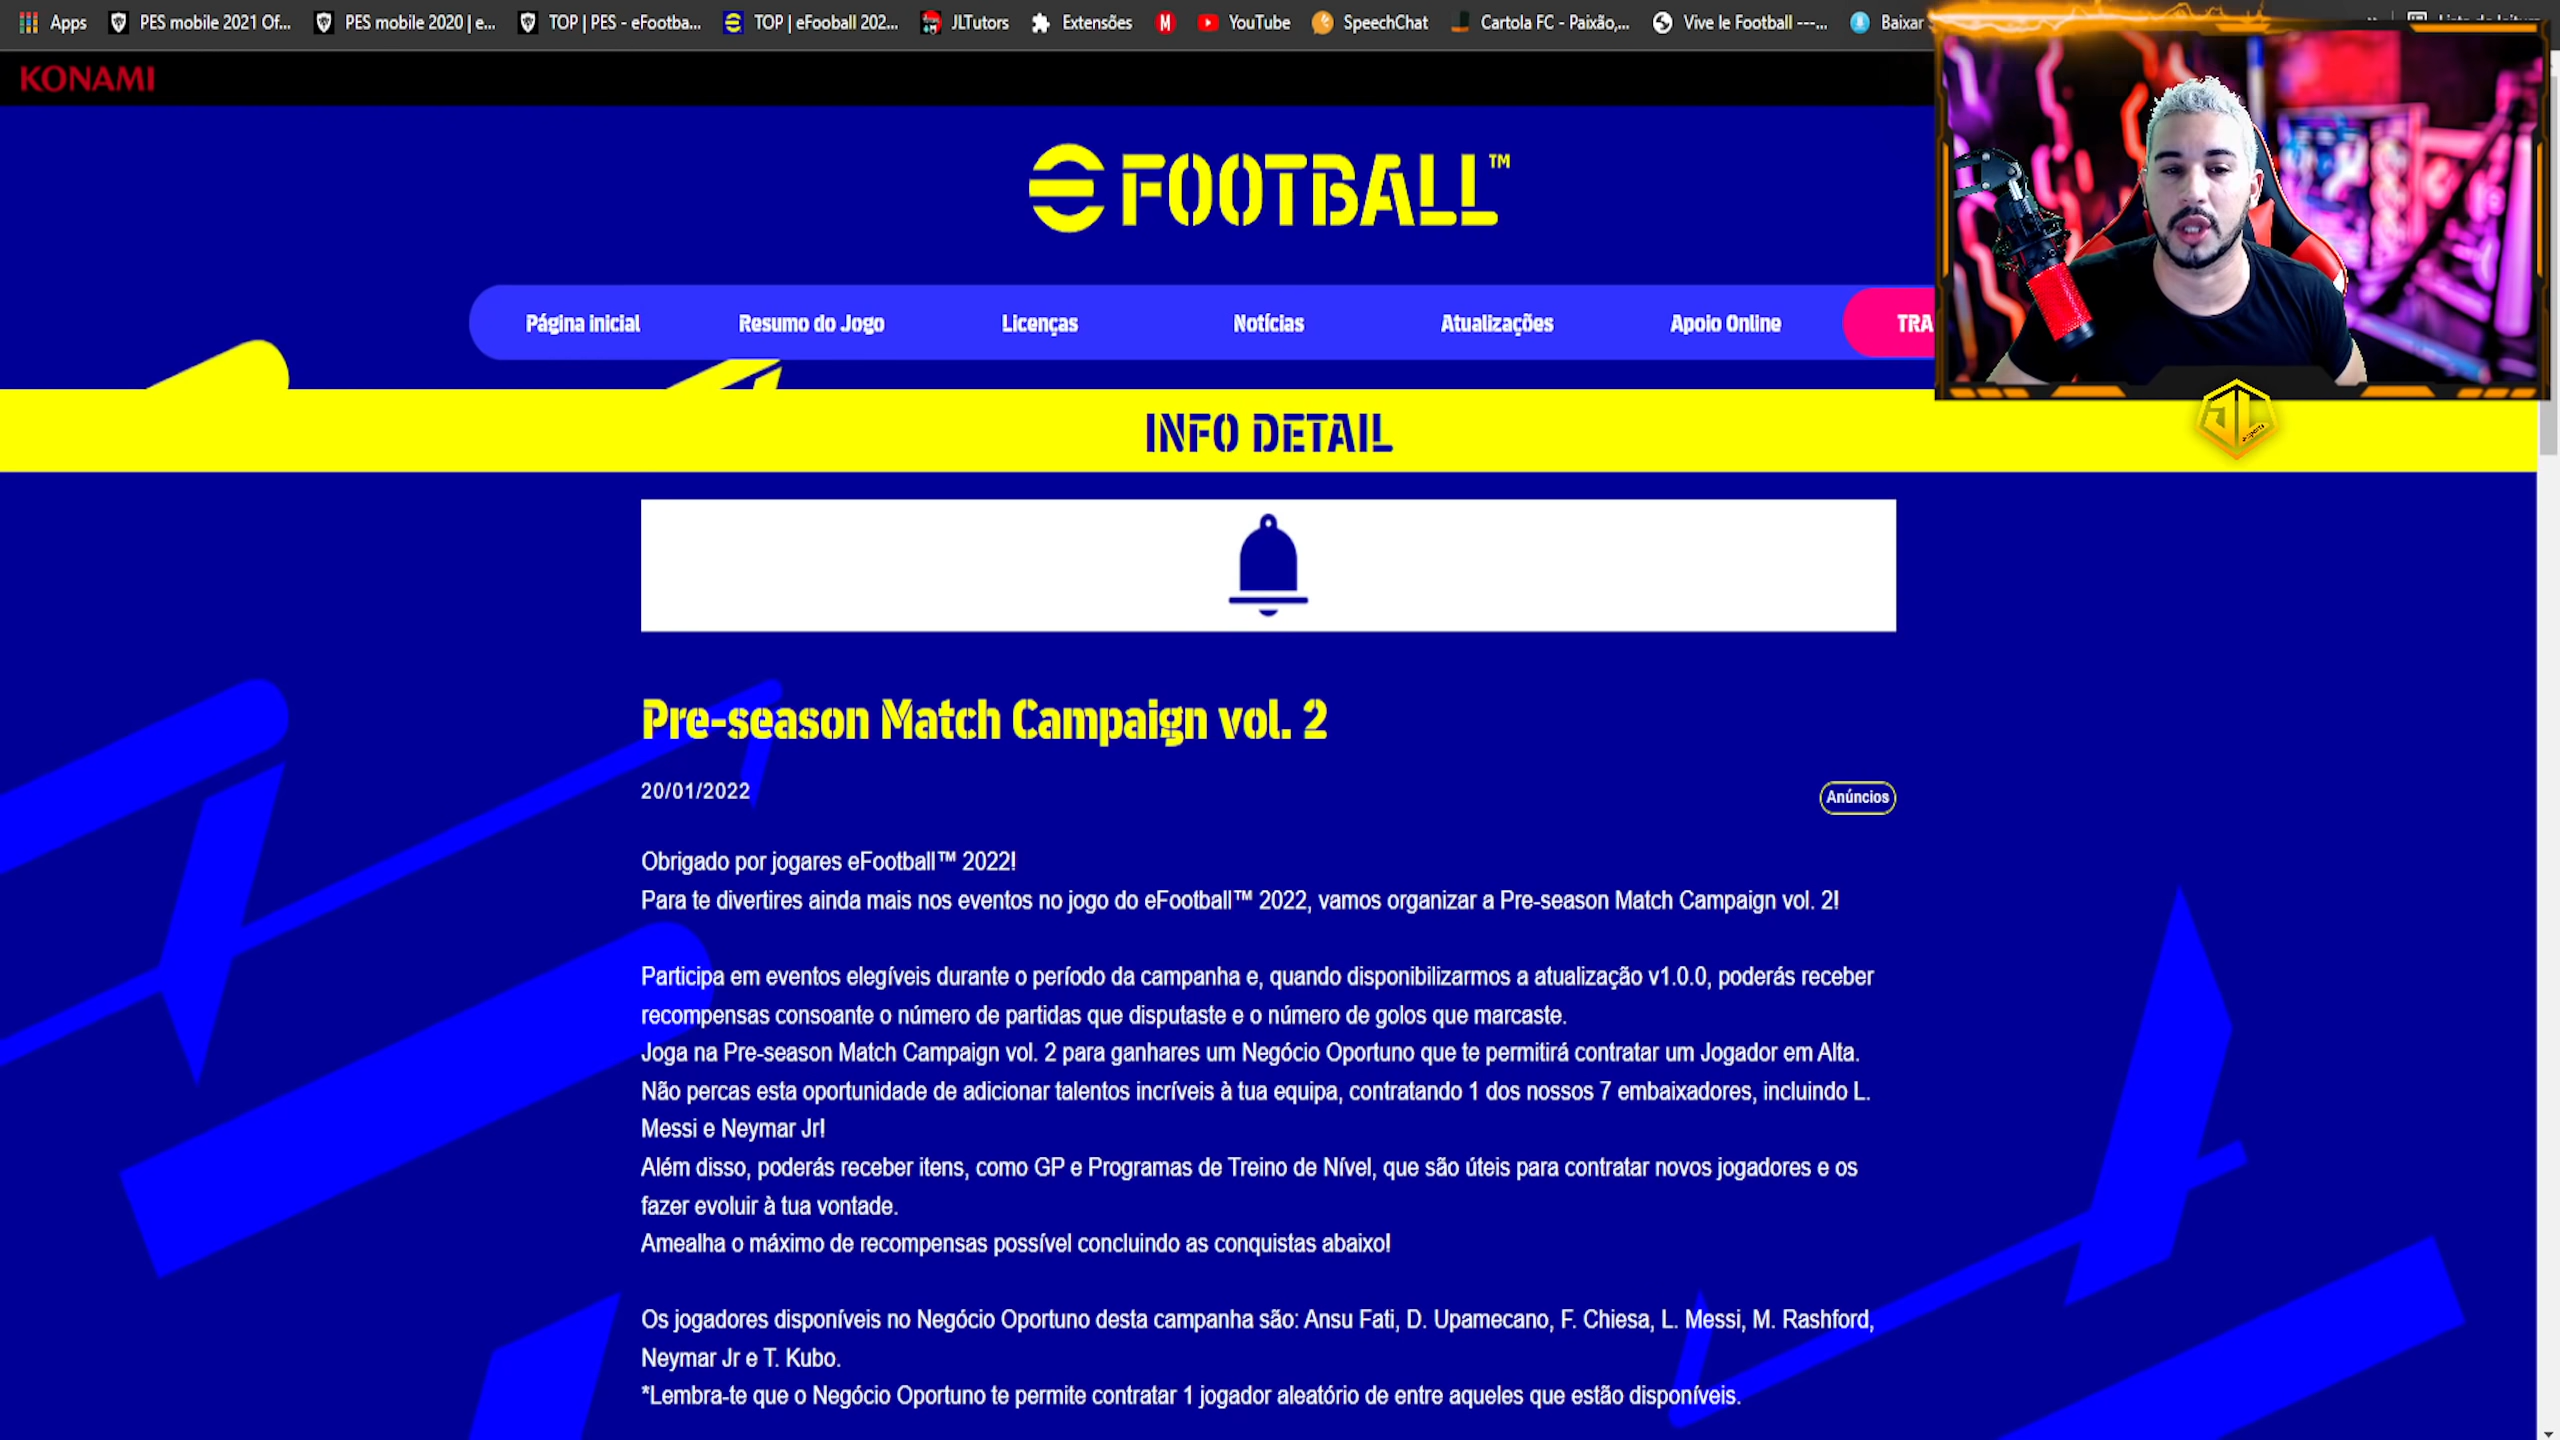 Apps PES mobile 2021 Of... PES mobile 2020 | e... TOP | PES - eFootba... TOP | eFooball 202... JLTutors Extensões M YouTube SpeechChat Cartola FC - Paixão,... Vive le Football ---... Baixar
KONAMI
eFOOTBALL™
Página inicial Resumo do Jogo Licenças Notícias Atualizações Apoio Online TRA
INFO DETAIL
Pre-season Match Campaign vol. 2
20/01/2022
Anúncios
Obrigado por jogares eFootball™ 2022!
Para te divertires ainda mais nos eventos no jogo do eFootball™ 2022, vamos organizar a Pre-season Match Campaign vol. 2!
Participa em eventos elegíveis durante o período da campanha e, quando disponibilizarmos a atualização v1.0.0, poderás receber
recompensas consoante o número de partidas que disputaste e o número de golos que marcaste.
Joga na Pre-season Match Campaign vol. 2 para ganhares um Negócio Oportuno que te permitirá contratar um Jogador em Alta.
Não percas esta oportunidade de adicionar talentos incríveis à tua equipa, contratando 1 dos nossos 7 embaixadores, incluindo L.
Messi e Neymar Jr!
Além disso, poderás receber itens, como GP e Programas de Treino de Nível, que são úteis para contratar novos jogadores e os
fazer evoluir à tua vontade.
Amealha o máximo de recompensas possível concluindo as conquistas abaixo!
Os jogadores disponíveis no Negócio Oportuno desta campanha são: Ansu Fati, D. Upamecano, F. Chiesa, L. Messi, M. Rashford,
Neymar Jr e T. Kubo.
*Lembra-te que o Negócio Oportuno te permite contratar 1 jogador aleatório de entre aqueles que estão disponíveis.